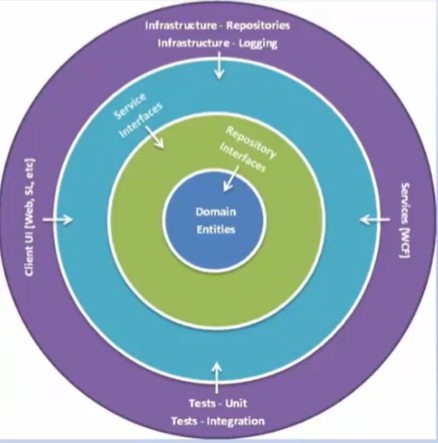 Infrastructure - Repositories
Infrastructure - Logging
Service
Interfaces
Repository
Interfaces
Domain
Entities
Client UI [Web, SL, etc]
Services [WCF]
Tests - Unit
Tests - Integration